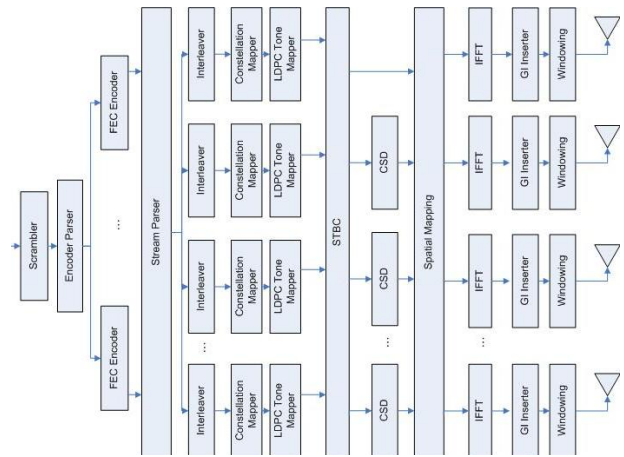 Scrambler
Encoder Parser
FEC Encoder
...
FEC Encoder
Stream Parser
Interleaver
Constellation
Mapper
LDPC Tone
Mapper
Interleaver
Constellation
Mapper
LDPC Tone
Mapper
Interleaver
Constellation
Mapper
LDPC Tone
Mapper
...
Interleaver
Constellation
Mapper
LDPC Tone
Mapper
STBC
CSD
CSD
...
CSD
Spatial Mapping
IFFT
GI Inserter
Windowing
IFFT
GI Inserter
Windowing
IFFT
GI Inserter
Windowing
...
IFFT
GI Inserter
Windowing